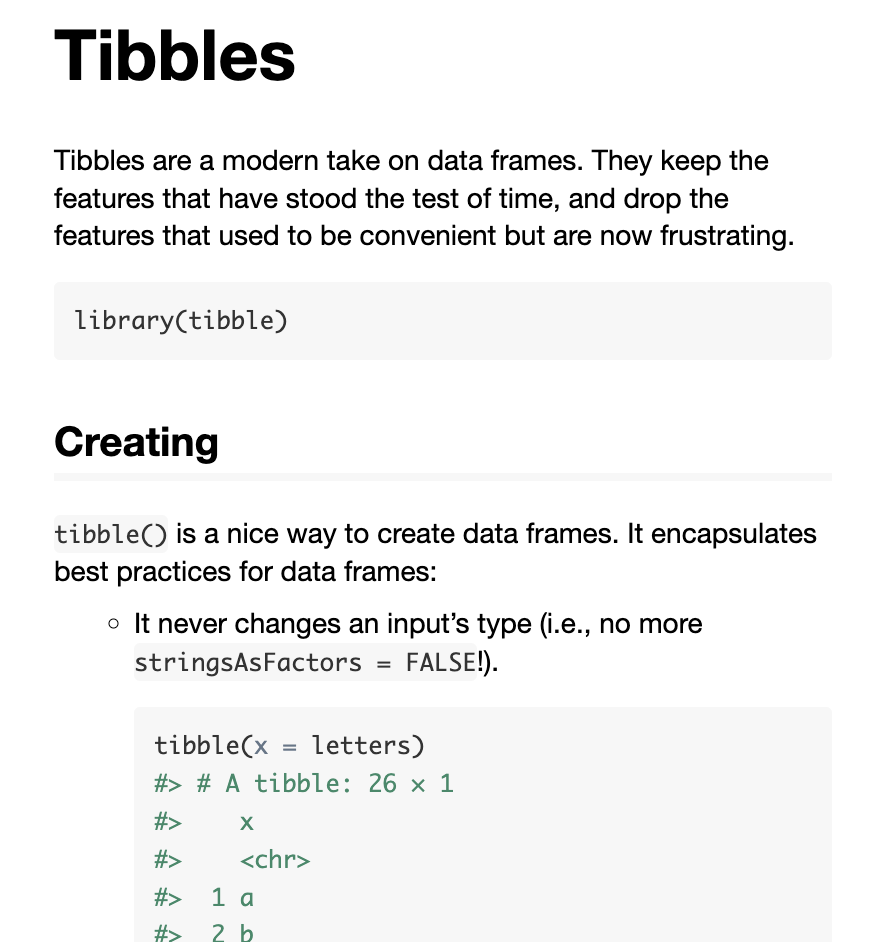 Tibbles
Tibbles are a modern take on data frames. They keep the
features that have stood the test of time, and drop the
features that used to be convenient but are now frustrating.
library(tibble)
Creating
tibble() is a nice way to create data frames. It encapsulates
best practices for data frames:
It never changes an input’s type (i.e., no more
stringsAsFactors = FALSE!).
tibble(x = letters)
#> # A tibble: 26 × 1
#>    x
#>    <chr>
#>  1 a
#>  2 b